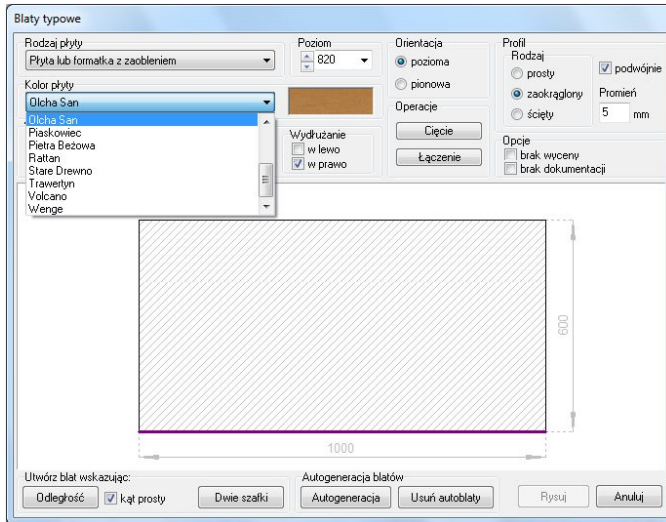 Blaty typowe
Rodzaj płyty
Płyta lub formatka z zaobleniem
Kolor płyty
Olcha San
Olcha San
Piaskowiec
Pietra Beżowa
Rattan
Stare Drewno
Trawertyn
Volcano
Wenge
Poziom
820
Wydłużanie
w lewo
w prawo
Orientacja
pozioma
pionowa
Operacje
Cięcie
Łączenie
Profil
Rodzaj
prosty
zaokrąglony
ścięty
podwójnie
Promień
5 mm
Opcje
brak wyceny
brak dokumentacji
600
1000
Utwórz blat wskazując:
Odległość
kąt prosty
Dwie szafki
Autogeneracja blatów
Autogeneracja
Usuń autoblaty
Rysuj
Anuluj